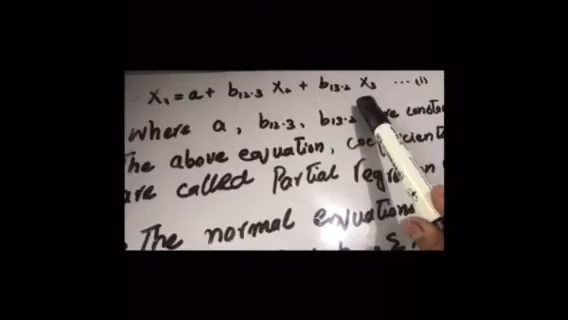 X₁ = a + b₁₂.₃ X₂ + b₁₃.₂ X₃ ... (i)
where a, b₁₂.₃, b₁₃.₂
The above equation,
are called Partial
The normal equations